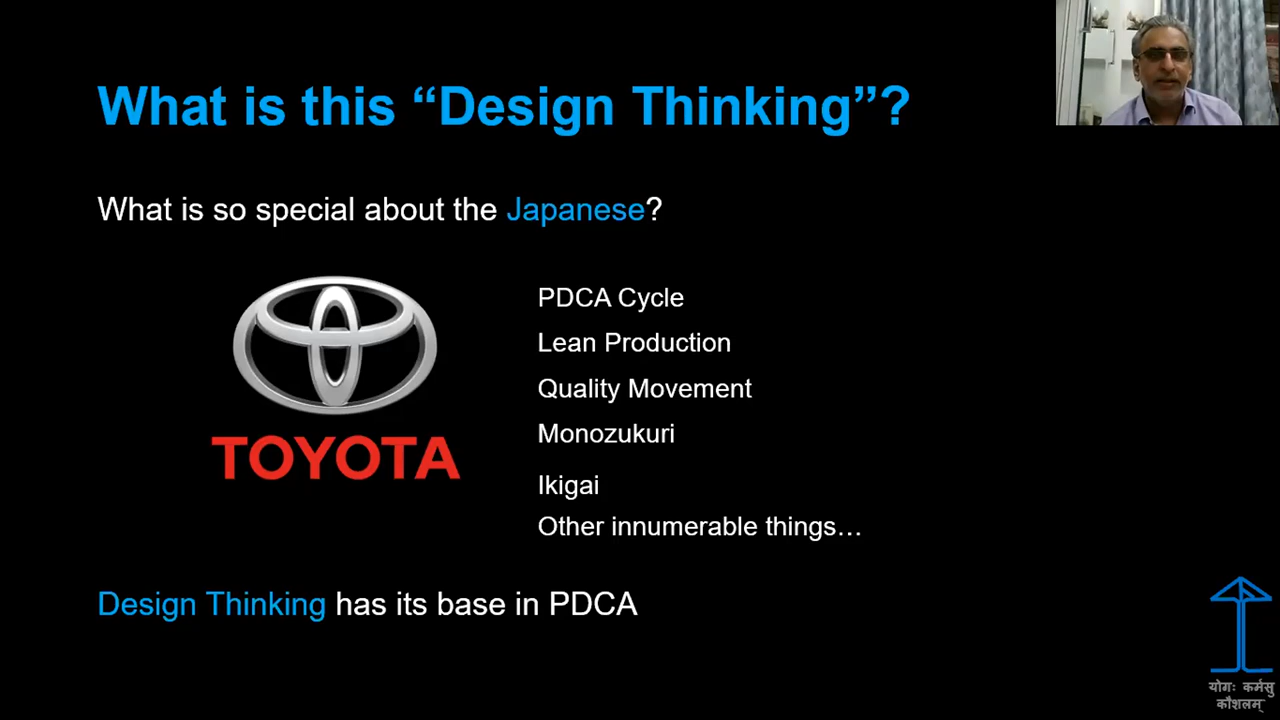 What is this “Design Thinking”?
What is so special about the Japanese?
TOYOTA
PDCA Cycle
Lean Production
Quality Movement
Monozukuri
Ikigai
Other innumerable things…
Design Thinking has its base in PDCA
योगः कर्मसु
कौशलम्